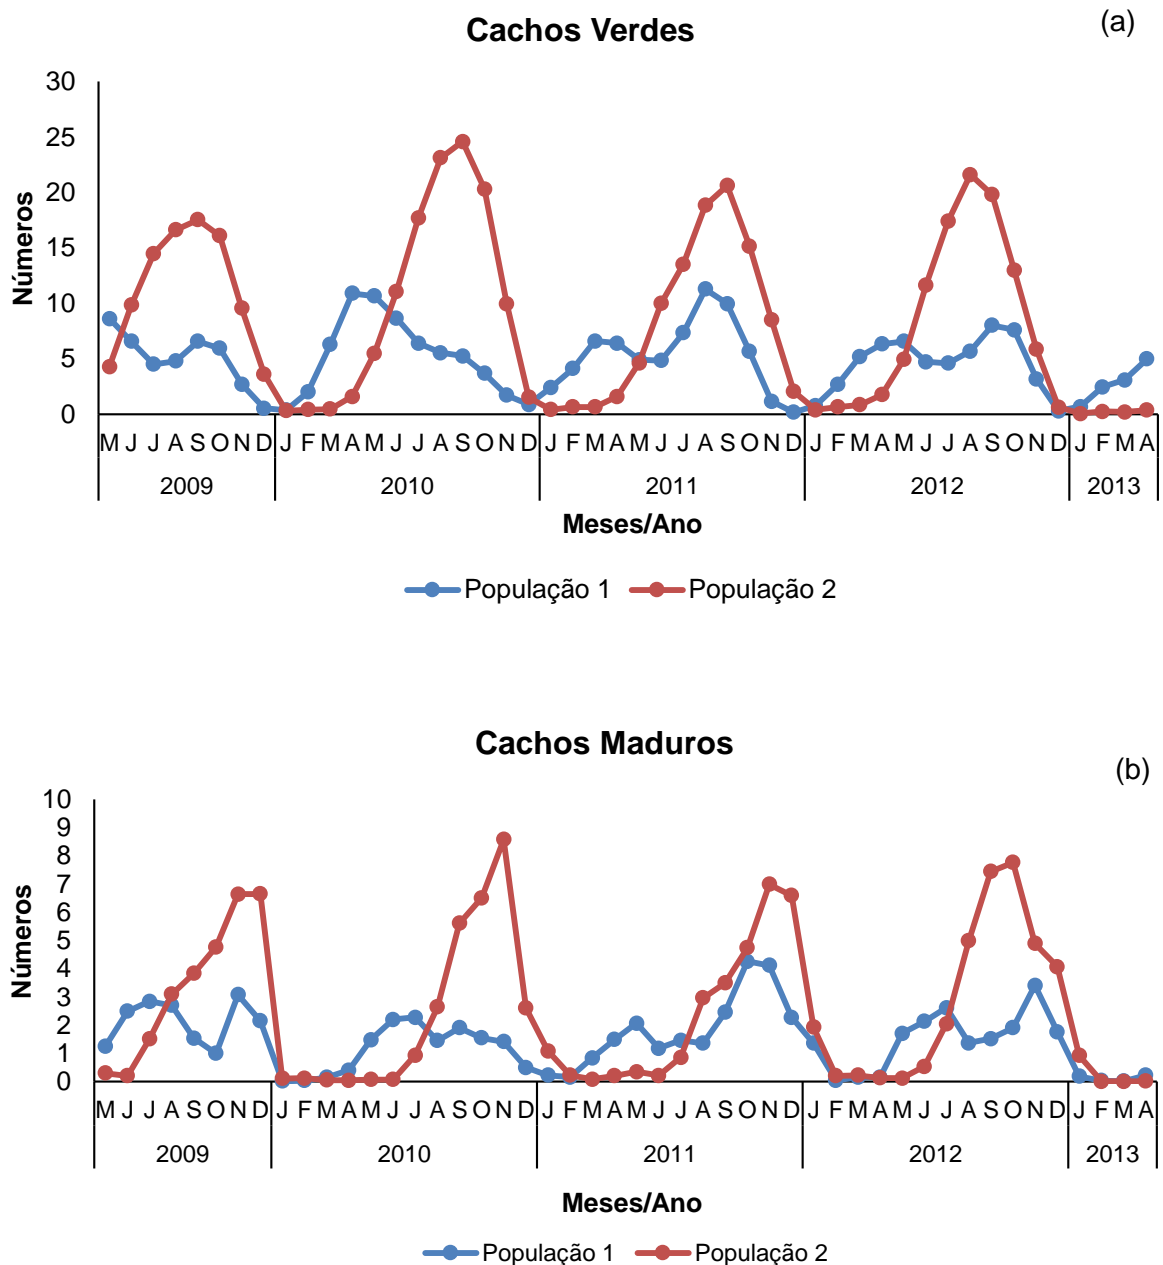 Cachos Verdes
(a)
Números
30
25
20
15
10
5
0
M J J A S O N D J F M A M J J A S O N D J F M A M J J A S O N D J F M A M J J A S O N D J F M A
2009 2010 2011 2012 2013
Meses/Ano
População 1 População 2
Cachos Maduros
(b)
Números
10
9
8
7
6
5
4
3
2
1
0
M J J A S O N D J F M A M J J A S O N D J F M A M J J A S O N D J F M A M J J A S O N D J F M A
2009 2010 2011 2012 2013
Meses/Ano
População 1 População 2